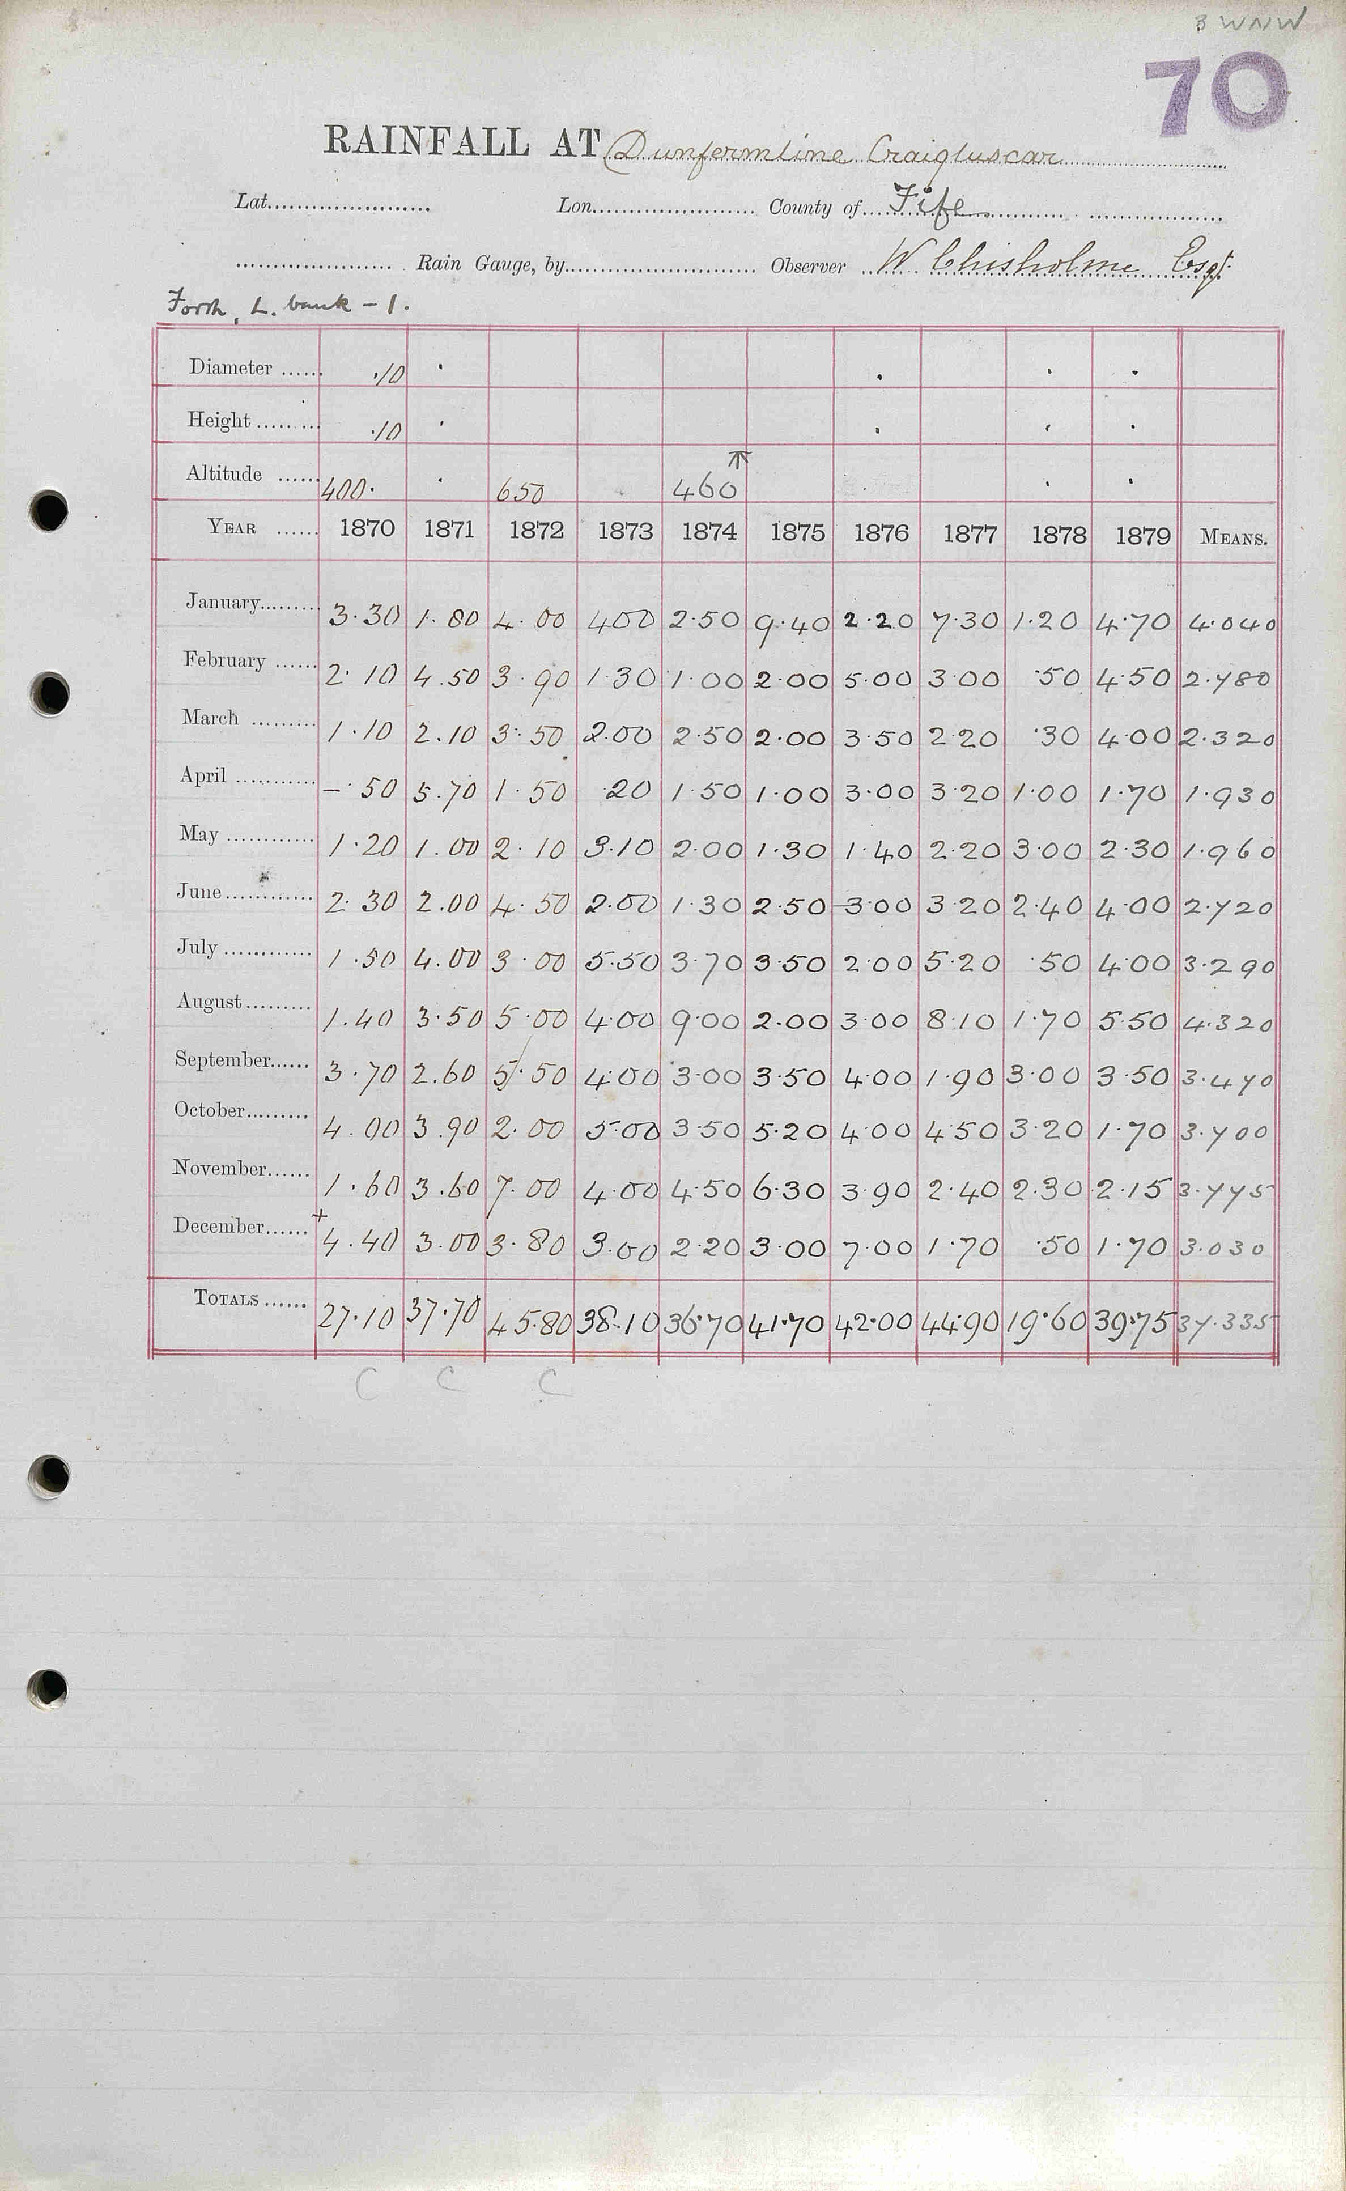 3 WNW
70
RAINFALL AT Dunfermline Craigluscar
Lat. Lon. County of Fife
Rain Gauge, by Observer W Chisholme Esqr.
Forth, L. bank - 1.
Diameter ...... ·10
Height ...... ·10
Altitude ...... 400· 650 460
YEAR ...... 1870 1871 1872 1873 1874 1875 1876 1877 1878 1879 MEANS.
January 3·30 1·80 4·00 4·00 2·50 9·40 2·20 7·30 1·20 4·70 4·040
February 2·10 4.50 3·90 1·30 1·00 2·00 5·00 3·00 ·50 4·50 2·780
March 1·10 2.10 3·50 2·00 2·50 2·00 3·50 2·20 ·30 4·00 2·320
April –·50 5.70 1·50 ·20 1·50 1·00 3·00 3·20 1·00 1·70 1·930
May 1·20 1.00 2·10 3·10 2·00 1·30 1·40 2·20 3·00 2·30 1·960
June 2·30 2.00 4·50 2·00 1·30 2·50 3·00 3·20 2·40 4·00 2·720
July 1·50 4.00 3·00 5·50 3·70 3·50 2·00 5·20 ·50 4·00 3·290
August 1.40 3·50 5·00 4·00 9·00 2·00 3·00 8·10 1·70 5·50 4·320
September 3·70 2.60 5·50 4·00 3·00 3·50 4·00 1·90 3·00 3·50 3·470
October 4.00 3.90 2·00 5·00 3·50 5·20 4·00 4·50 3·20 1·70 3·700
November 1·60 3.60 7·00 4·00 4·50 6·30 3·90 2·40 2·30 2·15 3·775
December + 4.40 3.00 3·80 3·00 2·20 3·00 7·00 1·70 ·50 1·70 3·030
TOTALS 27·10 37·70 45·80 38·10 36·70 41·70 42·00 44·90 19·60 39·75 37·335
C C C